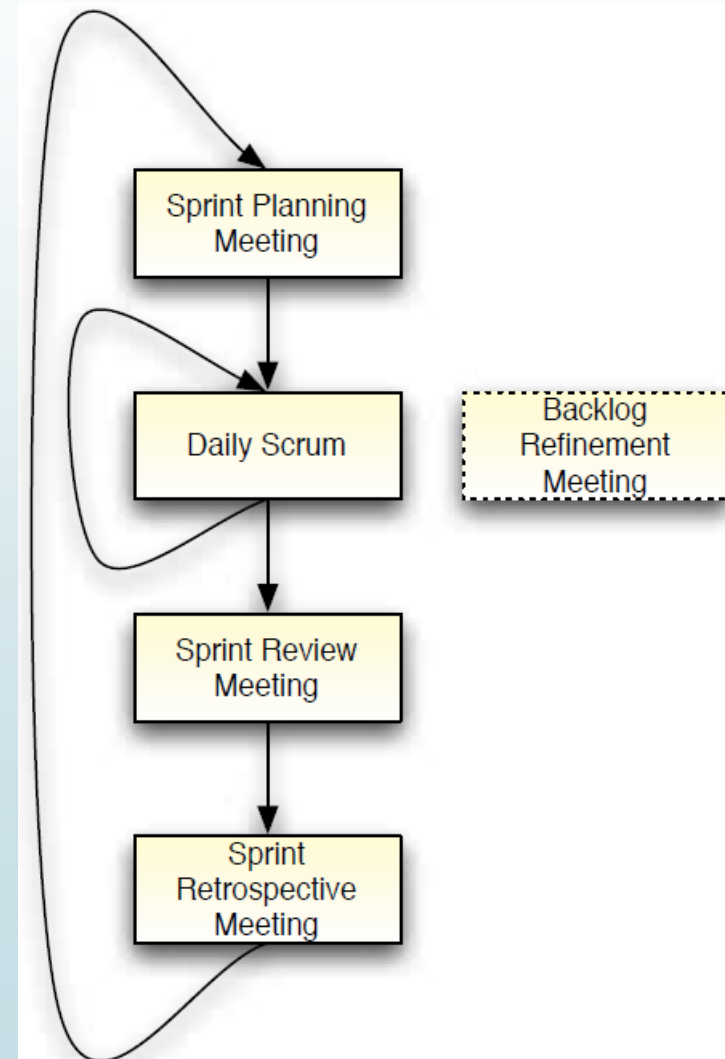 Sprint Planning
Meeting
Daily Scrum
Backlog
Refinement
Meeting
Sprint Review
Meeting
Sprint
Retrospective
Meeting